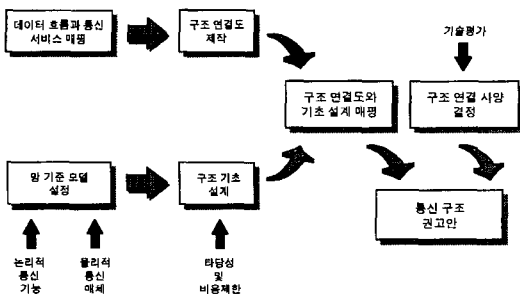 데이터 흐름과 통신
서비스 매핑
구조 연결도
제작
기술평가
구조 연결도와
기초 설계 매핑
구조 연결 사양
결정
망 기준 모델
설정
구조 기초
설계
통신 구조
권고안
논리적
통신
기능
물리적
통신
매체
타당성
및
비용제한